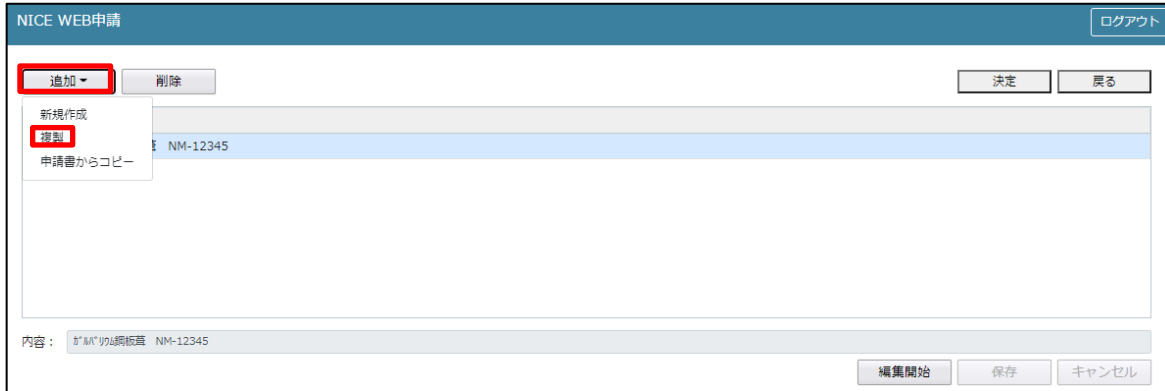 NICE WEB申請
ログアウト
追加
削除
決定
戻る
新規作成
複製
葺 NM-12345
申請書からコピー
内容：
ｶﾞﾙﾊﾞﾘｳﾑ鋼板葺 NM-12345
編集開始
保存
キャンセル